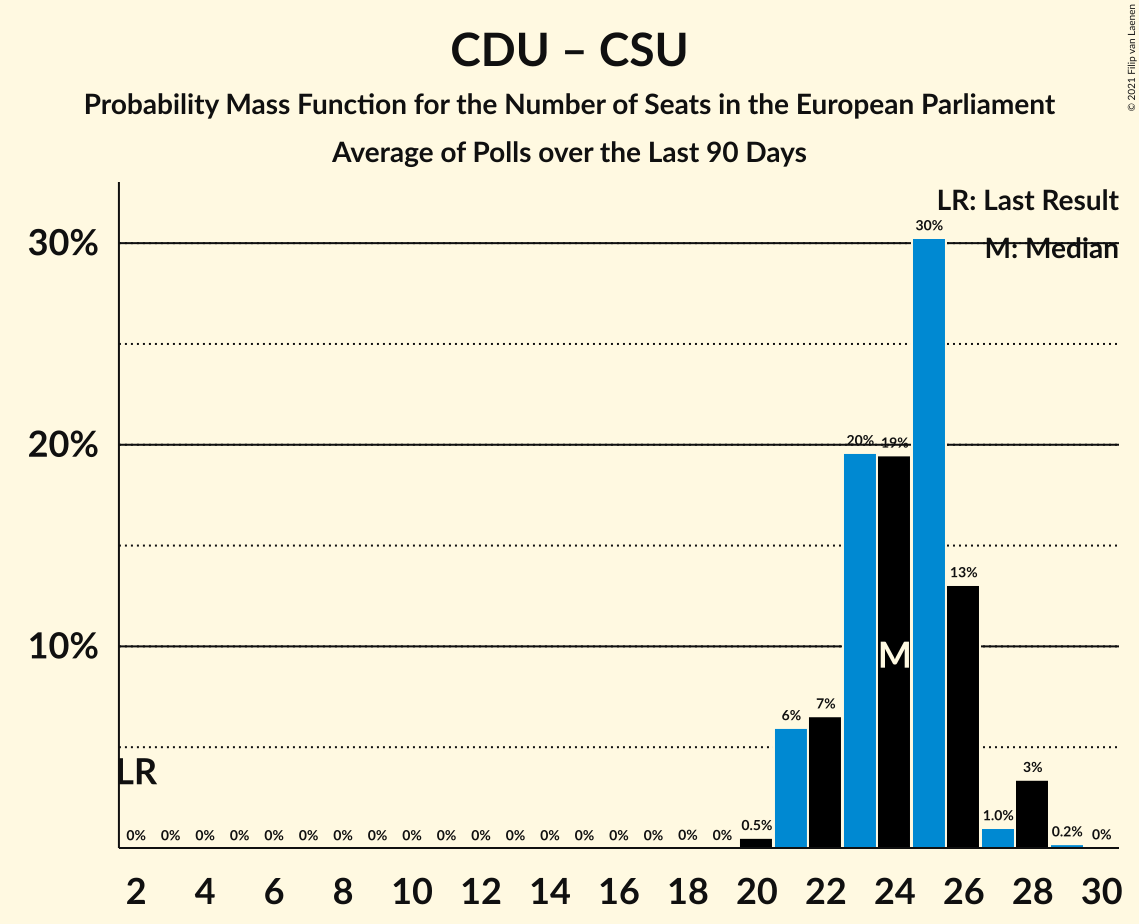 CDU – CSU
Probability Mass Function for the Number of Seats in the European Parliament
Average of Polls over the Last 90 Days
© 2021 Filip van Laenen
LR: Last Result
M: Median
30%
20%
10%
LR
M
0% 0% 0% 0% 0% 0% 0% 0% 0% 0% 0% 0% 0% 0% 0% 0% 0% 0% 0.5% 6% 7% 20% 19% 30% 13% 1.0% 3% 0.2% 0%
2 4 6 8 10 12 14 16 18 20 22 24 26 28 30